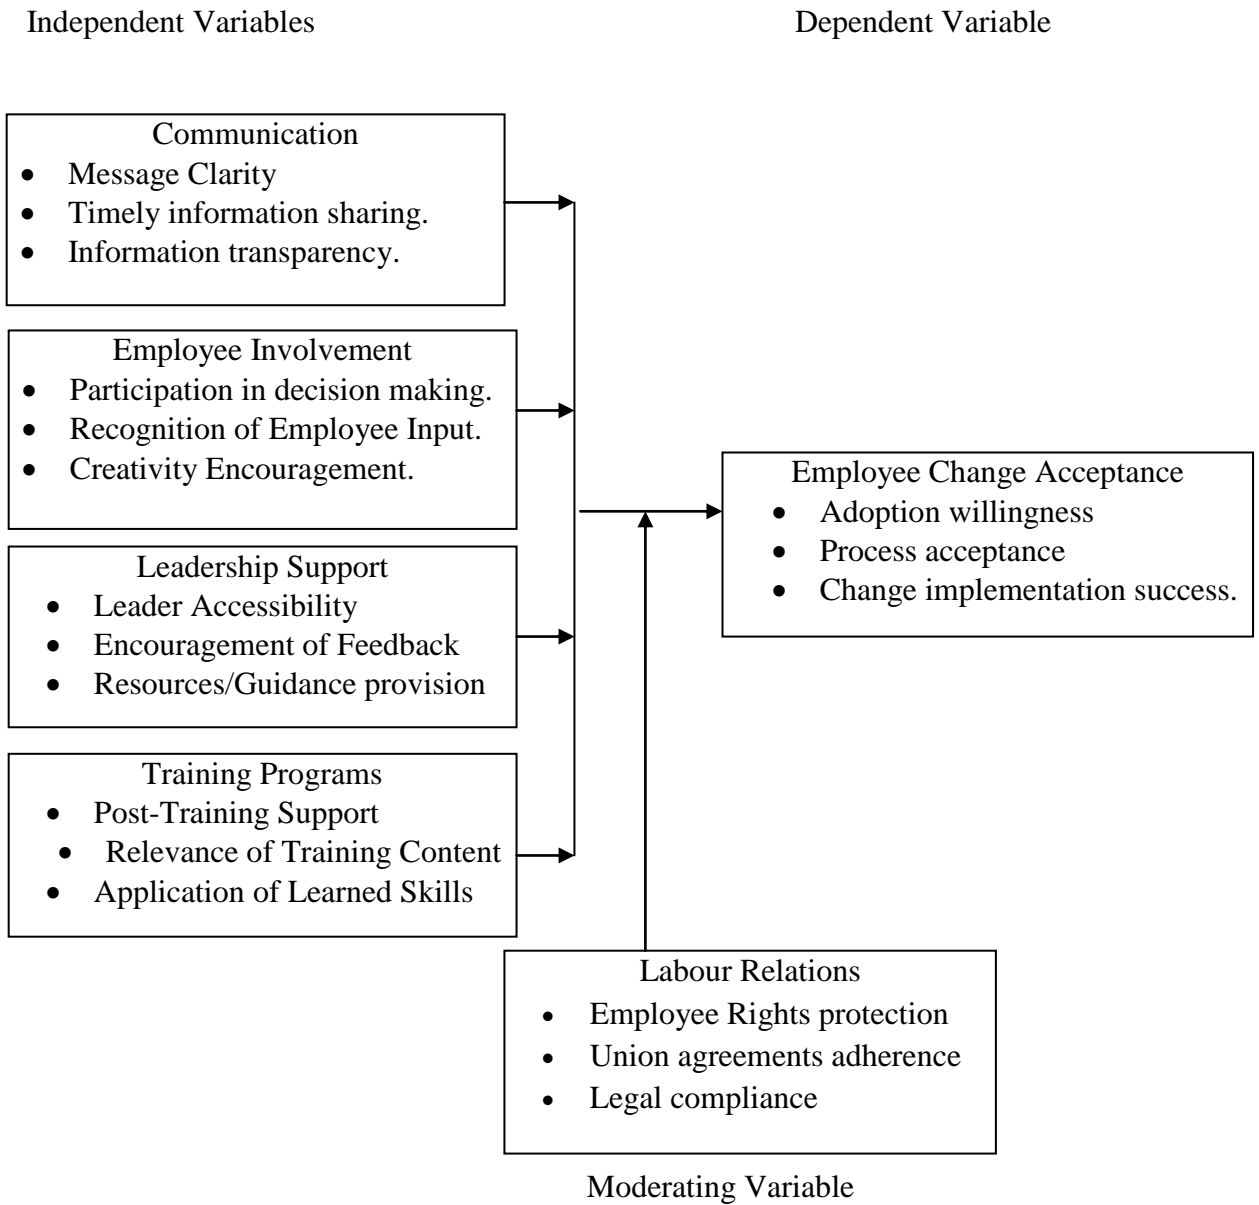 Independent Variables
Dependent Variable
Communication
• Message Clarity
• Timely information sharing.
• Information transparency.
Employee Involvement
• Participation in decision making.
• Recognition of Employee Input.
• Creativity Encouragement.
Leadership Support
• Leader Accessibility
• Encouragement of Feedback
• Resources/Guidance provision
Training Programs
• Post-Training Support
• Relevance of Training Content
• Application of Learned Skills
Employee Change Acceptance
• Adoption willingness
• Process acceptance
• Change implementation success.
Labour Relations
• Employee Rights protection
• Union agreements adherence
• Legal compliance
Moderating Variable